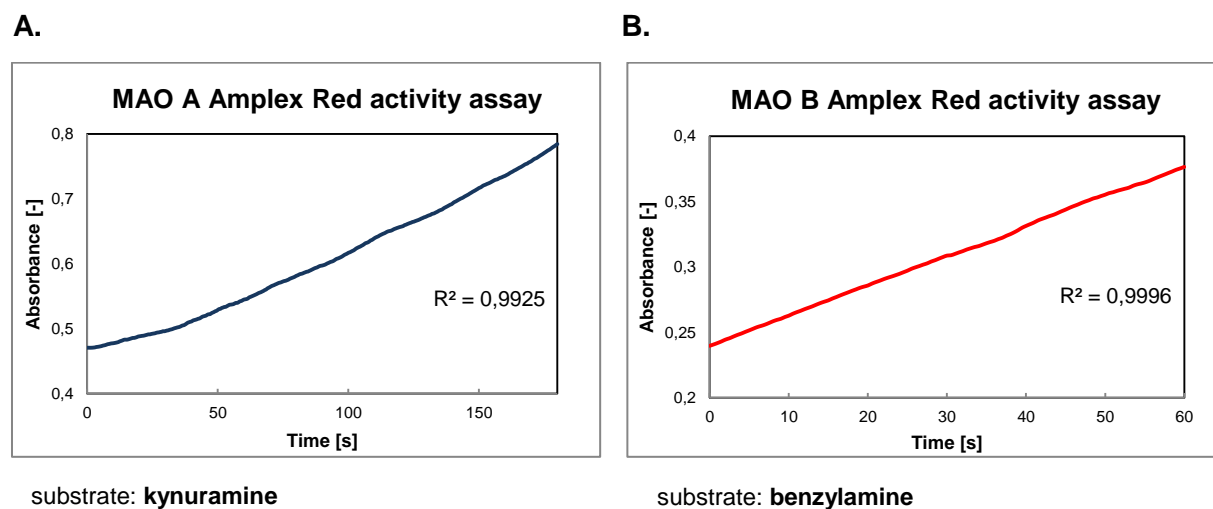 A.
MAO A Amplex Red activity assay
Absorbance [-]
0,8
0,7
0,6
0,5
0,4
R² = 0,9925
0 50 100 150
Time [s]
substrate: kynuramine
B.
MAO B Amplex Red activity assay
Absorbance [-]
0,4
0,35
0,3
0,25
0,2
R² = 0,9996
0 10 20 30 40 50 60
Time [s]
substrate: benzylamine